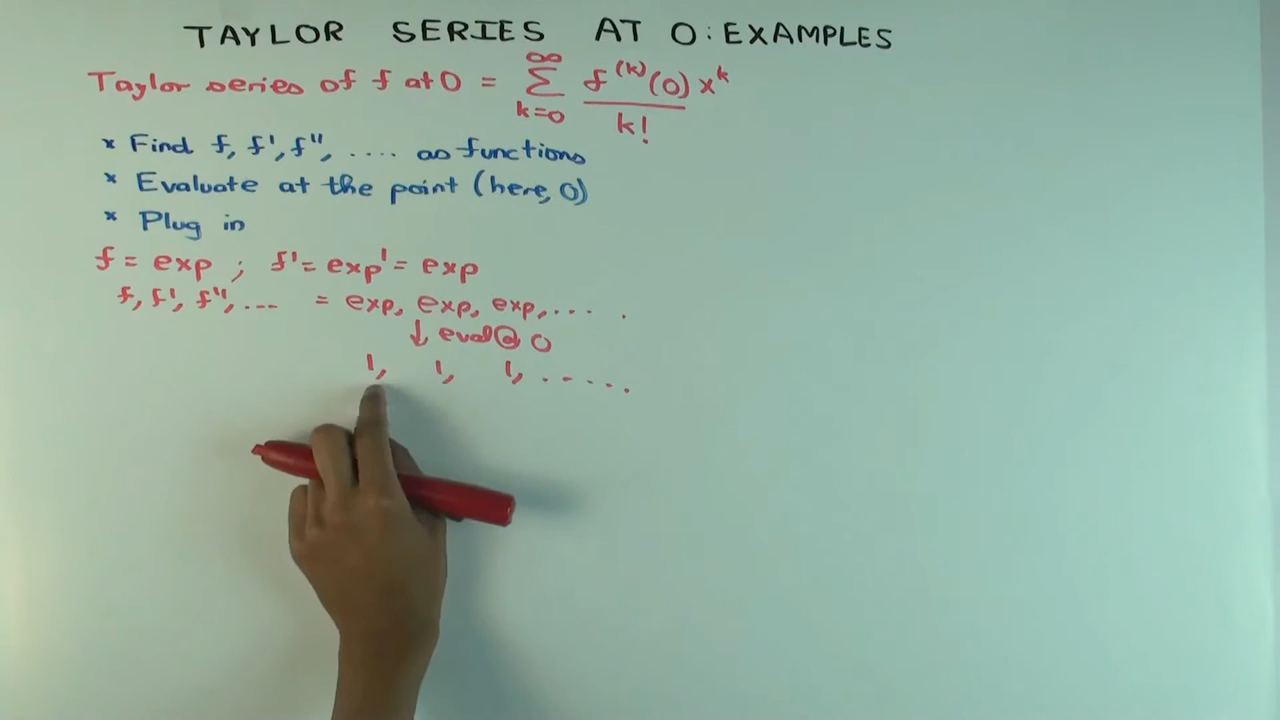 TAYLOR SERIES AT 0: EXAMPLES
Taylor series of f at 0 = ∞ Σ k=0 f^(k)(0) x^k / k!
* Find f, f', f'', .... as functions
* Evaluate at the point (here, 0)
* Plug in
f = exp ; f' = exp' = exp
f, f', f'', .... = exp, exp, exp, .... .
↓ eval@ 0
1, 1, 1, ......